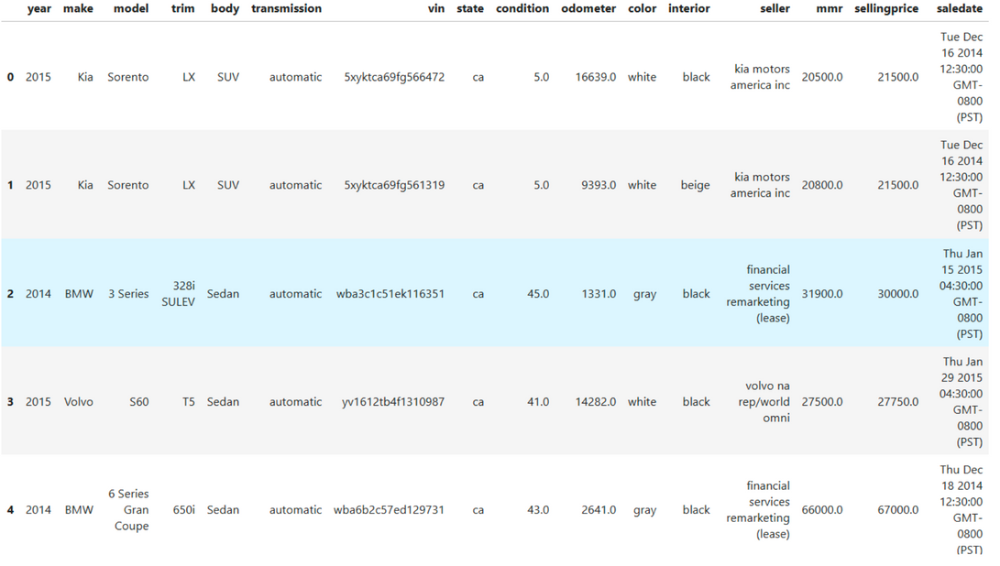 year make model trim body transmission vin state condition odometer color interior seller mmr sellingprice saledate
0 2015 Kia Sorento LX SUV automatic 5xyktca69fg566472 ca 5.0 16639.0 white black kia motors america inc 20500.0 21500.0 Tue Dec 16 2014 12:30:00 GMT-0800 (PST)
1 2015 Kia Sorento LX SUV automatic 5xyktca69fg561319 ca 5.0 9393.0 white beige kia motors america inc 20800.0 21500.0 Tue Dec 16 2014 12:30:00 GMT-0800 (PST)
2 2014 BMW 3 Series 328i SULEV Sedan automatic wba3c1c51ek116351 ca 45.0 1331.0 gray black financial services remarketing (lease) 31900.0 30000.0 Thu Jan 15 2015 04:30:00 GMT-0800 (PST)
3 2015 Volvo S60 T5 Sedan automatic yv1612tb4f1310987 ca 41.0 14282.0 white black volvo na rep/world omni 27500.0 27750.0 Thu Jan 29 2015 04:30:00 GMT-0800 (PST)
4 2014 BMW 6 Series Gran Coupe 650i Sedan automatic wba6b2c57ed129731 ca 43.0 2641.0 gray black financial services remarketing (lease) 66000.0 67000.0 Thu Dec 18 2014 12:30:00 GMT-0800 (PST)